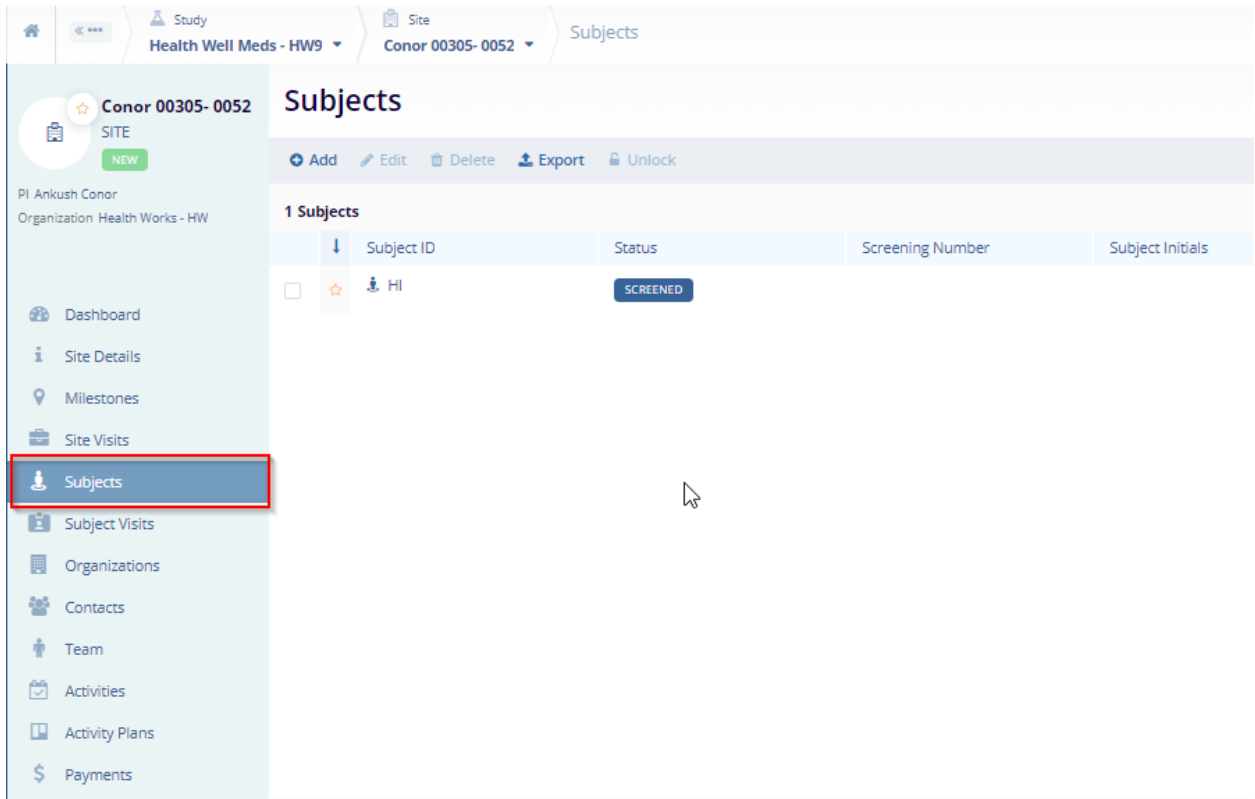 Study
Health Well Meds - HW9
Site
Conor 00305- 0052
Subjects
Conor 00305- 0052
SITE
NEW
PI Ankush Conor
Organization Health Works - HW
Dashboard
Site Details
Milestones
Site Visits
Subjects
Subject Visits
Organizations
Contacts
Team
Activities
Activity Plans
Payments
Subjects
Add Edit Delete Export Unlock
1 Subjects
Subject ID Status Screening Number Subject Initials
HI SCREENED